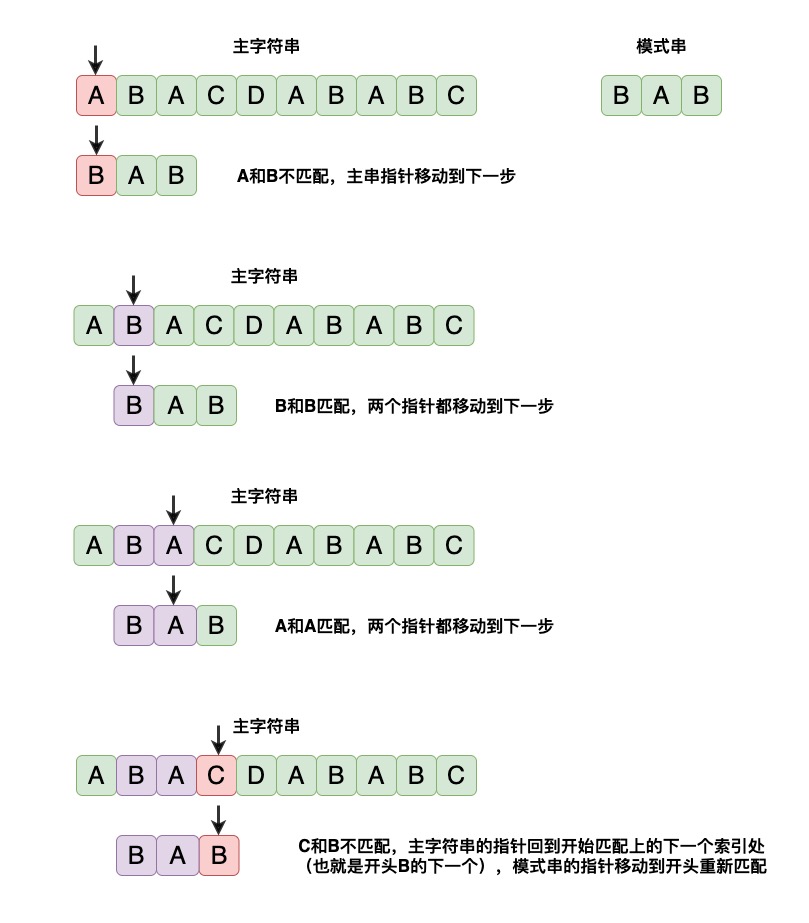 主字符串 模式串
A B A C D A B A B C B A B
B A B A和B不匹配，主串指针移动到下一步
主字符串
A B A C D A B A B C
B A B B和B匹配，两个指针都移动到下一步
主字符串
A B A C D A B A B C
B A B A和A匹配，两个指针都移动到下一步
主字符串
A B A C D A B A B C
B A B C和B不匹配，主字符串的指针回到开始匹配上的下一个索引处
（也就是开头B的下一个），模式串的指针移动到开头重新匹配